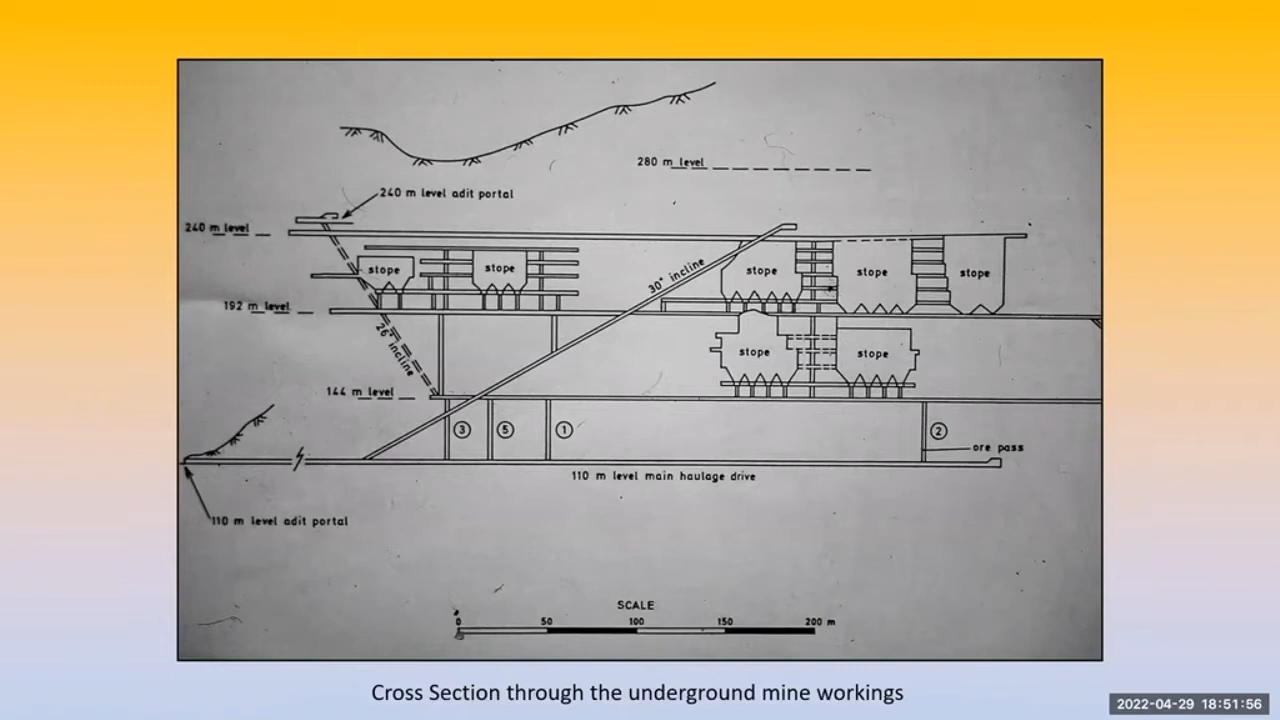 280 m level
240 m level adit portal
240 m level
stope
stope
30° incline
stope
stope
stope
192 m level
26° incline
stope
stope
144 m level
3
5
1
2
ore pass
110 m level main haulage drive
110 m level adit portal
SCALE
0 50 100 150 200 m
Cross Section through the underground mine workings
2022-04-29 18:51:56